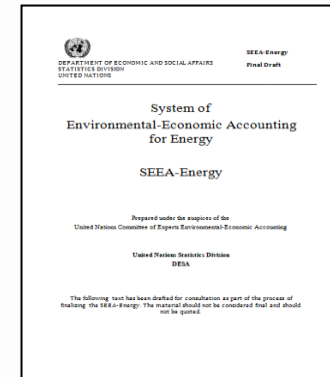 SEEA-Energy
DEPARTMENT OF ECONOMIC AND SOCIAL AFFAIRS
Final Draft
STATISTICS DIVISION
UNITED NATIONS
System of
Environmental-Economic Accounting
for Energy
SEEA-Energy
Prepared under the auspices of the
United Nations Committee of Experts Environmental-Economic Accounting
United Nations Statistics Division
DESA
The following text has been drafted for consultation as part of the process of
finalising the SEEA-Energy. The material should not be considered final and should
not be quoted.